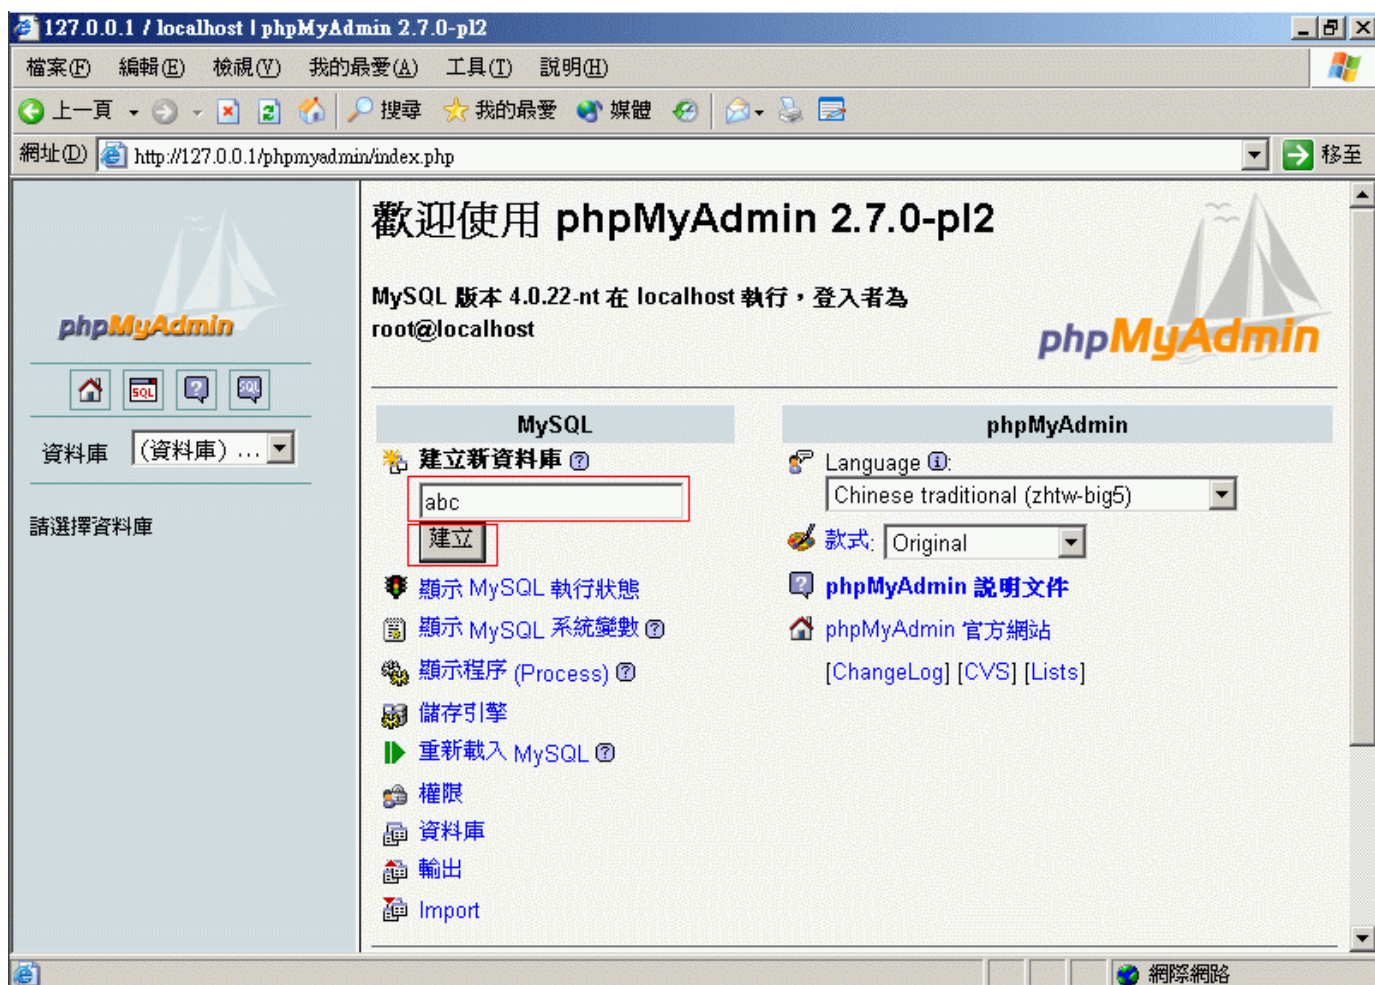 127.0.0.1 / localhost | phpMyAdmin 2.7.0-pl2
檔案(F) 編輯(E) 檢視(V) 我的最愛(A) 工具(T) 說明(H)
上一頁 搜尋 我的最愛 媒體
網址(D) http://127.0.0.1/phpmyadmin/index.php 移至
phpMyAdmin
SQL ? SQL
資料庫 (資料庫) ...
請選擇資料庫
歡迎使用 phpMyAdmin 2.7.0-pl2
MySQL 版本 4.0.22-nt 在 localhost 執行，登入者為
root@localhost
phpMyAdmin
MySQL
建立新資料庫 ?
abc
建立
顯示 MySQL 執行狀態
顯示 MySQL 系統變數 ?
顯示程序 (Process) ?
儲存引擎
重新載入 MySQL ?
權限
資料庫
輸出
Import
phpMyAdmin
Language i:
Chinese traditional (zhtw-big5)
款式: Original
? phpMyAdmin 說明文件
phpMyAdmin 官方網站
[ChangeLog] [CVS] [Lists]
網際網路